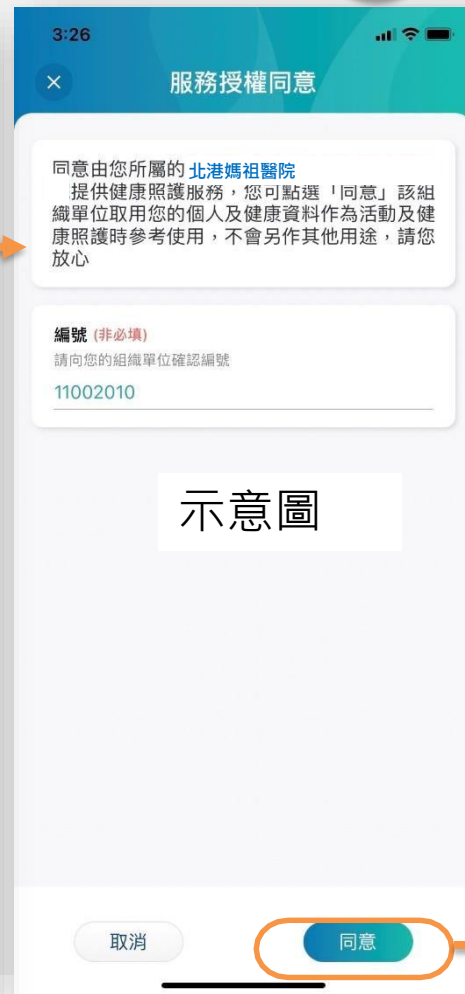 3:26
服務授權同意
同意由您所屬的 北港媽祖醫院
提供健康照護服務，您可點選「同意」該組
織單位取用您的個人及健康資料作為活動及健
康照護時參考使用，不會另作其他用途，請您
放心
編號 (非必填)
請向您的組織單位確認編號
11002010
示意圖
取消
同意